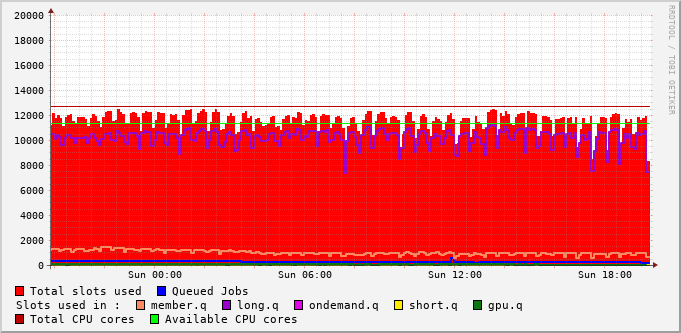 20000
18000
16000
14000
12000
10000
8000
6000
4000
2000
0
Sun 00:00 Sun 06:00 Sun 12:00 Sun 18:00
RRDTOOL / TOBI OETIKER
Total slots used Queued Jobs
Slots used in : member.q long.q ondemand.q short.q gpu.q
Total CPU cores Available CPU cores